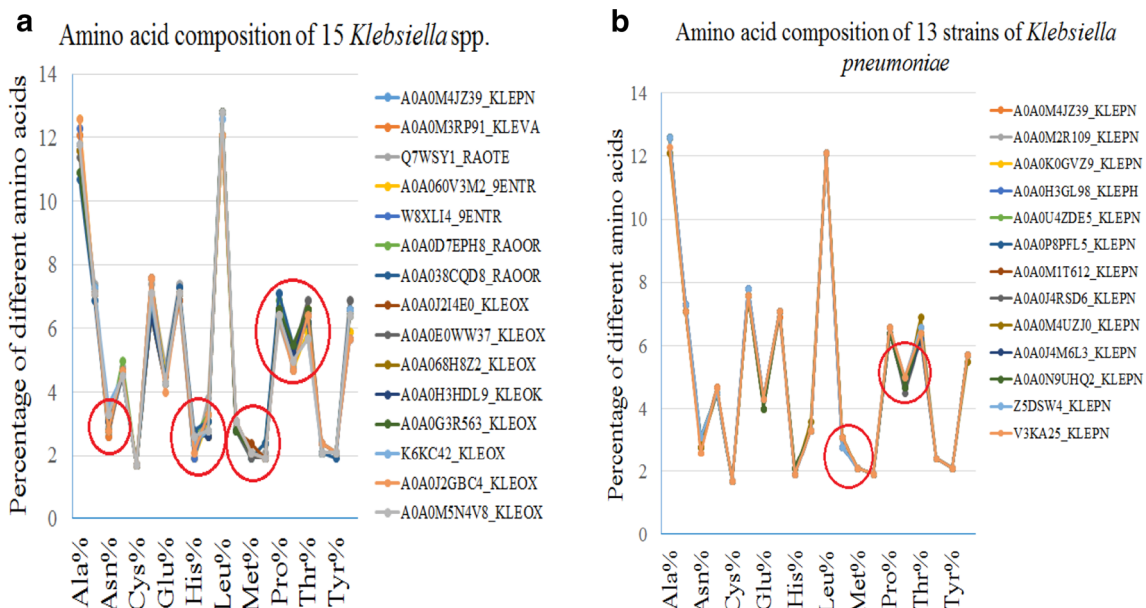 a
Amino acid composition of 15 Klebsiella spp.
Percentage of different amino acids
14
12
10
8
6
4
2
0
Ala%
Asn%
Cys%
Glu%
His%
Leu%
Met%
Pro%
Thr%
Tyr%
A0A0M4JZ39_KLEPN
A0A0M3RP91_KLEVA
Q7WSY1_RAOTE
A0A060V3M2_9ENTR
W8XLI4_9ENTR
A0A0D7EPH8_RAOOR
A0A038CQD8_RAOOR
A0A0J2I4E0_KLEOX
A0A0E0WW37_KLEOX
A0A068H8Z2_KLEOX
A0A0H3HDL9_KLEOK
A0A0G3R563_KLEOX
K6KC42_KLEOX
A0A0J2GBC4_KLEOX
A0A0M5N4V8_KLEOX
b
Amino acid composition of 13 strains of Klebsiella
pneumoniae
Percentage of different amino acids
14
12
10
8
6
4
2
0
Ala%
Asn%
Cys%
Glu%
His%
Leu%
Met%
Pro%
Thr%
Tyr%
A0A0M4JZ39_KLEPN
A0A0M2R109_KLEPN
A0A0K0GVZ9_KLEPN
A0A0H3GL98_KLEPH
A0A0U4ZDE5_KLEPN
A0A0P8PFL5_KLEPN
A0A0M1T612_KLEPN
A0A0J4RSD6_KLEPN
A0A0M4UZJ0_KLEPN
A0A0J4M6L3_KLEPN
A0A0N9UHQ2_KLEPN
Z5DSW4_KLEPN
V3KA25_KLEPN